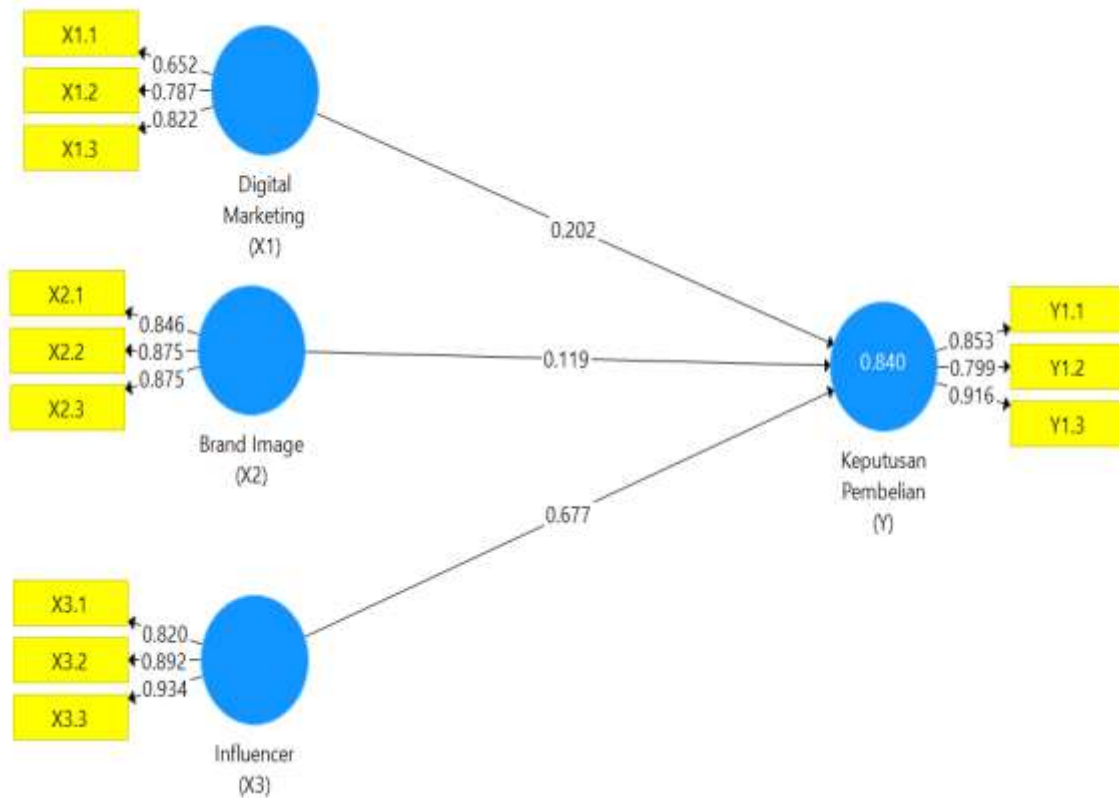 X1.1
X1.2
X1.3
0.652
0.787
0.822
Digital
Marketing
(X1)
0.202
X2.1
X2.2
X2.3
0.846
0.875
0.875
Brand Image
(X2)
0.119
X3.1
X3.2
X3.3
0.820
0.892
0.934
Influencer
(X3)
0.677
0.840
Keputusan
Pembelian
(Y)
0.853
0.799
0.916
Y1.1
Y1.2
Y1.3